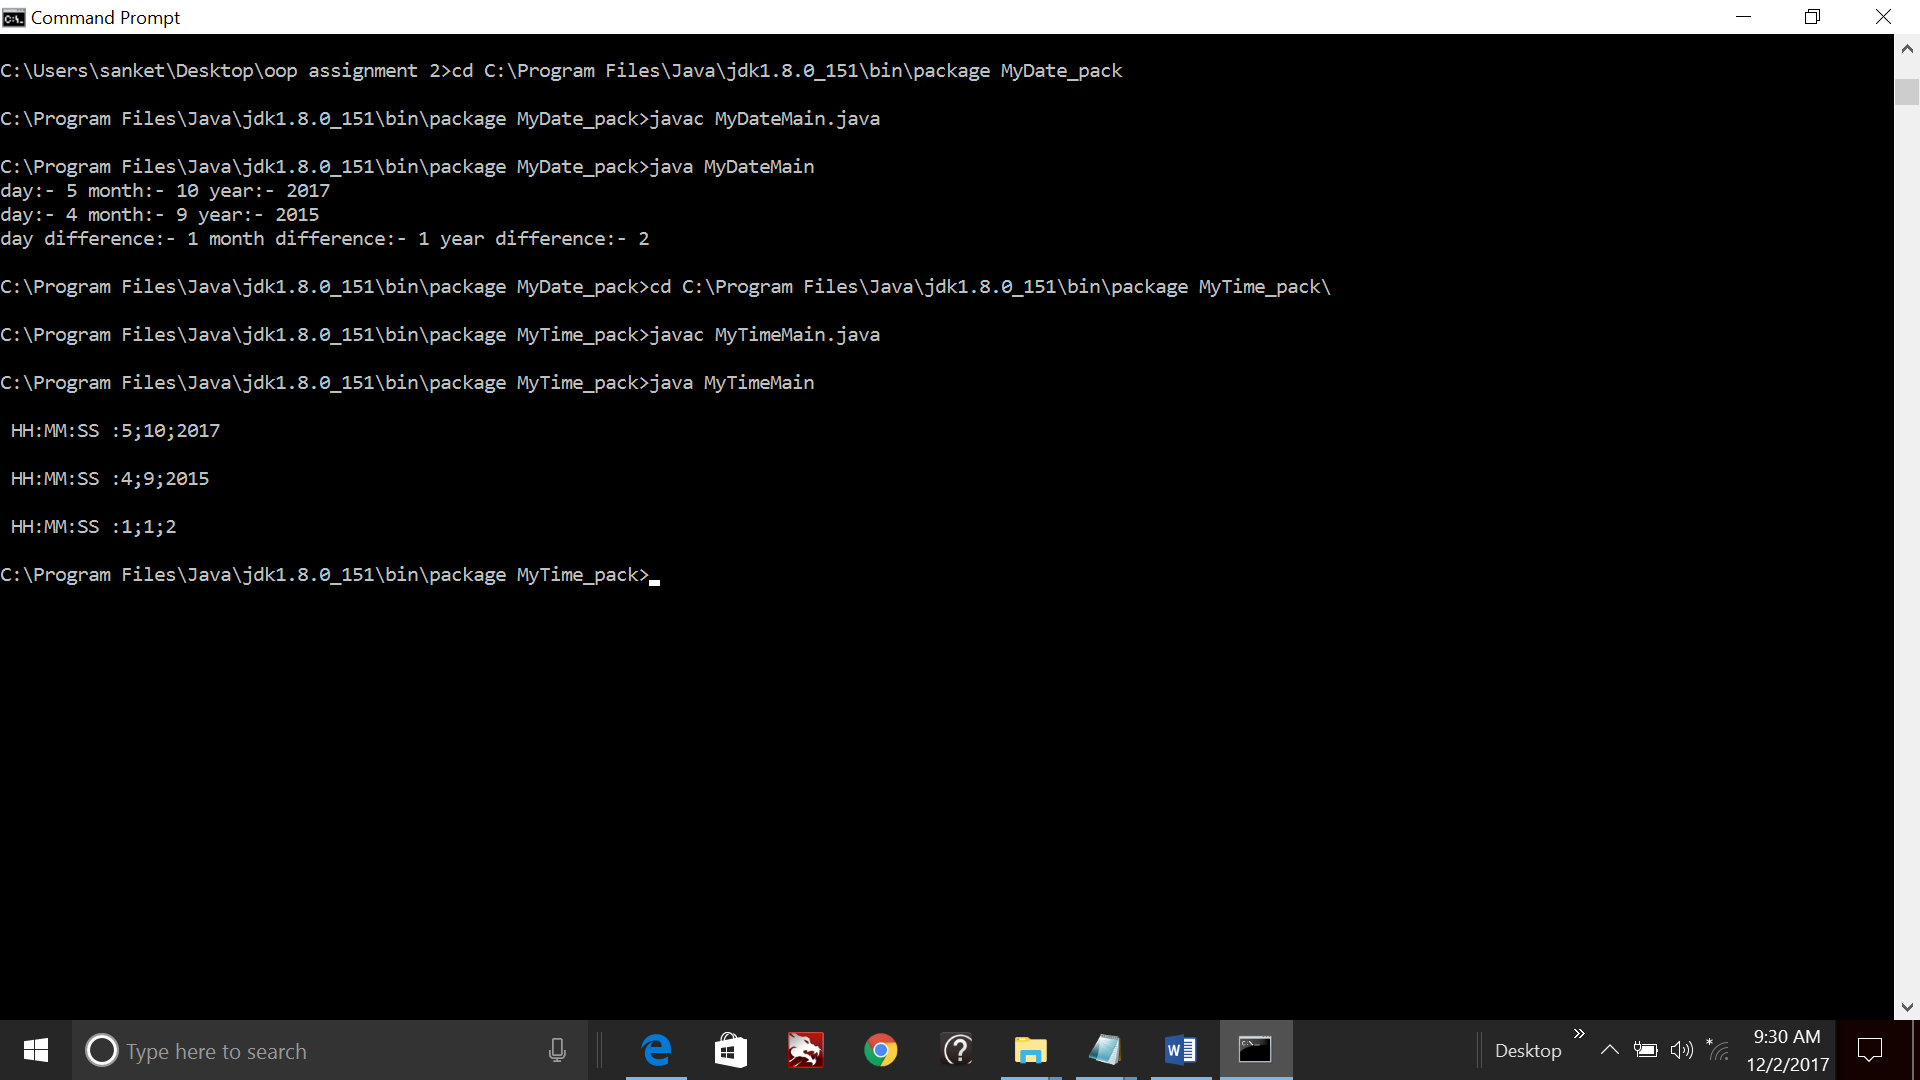 Command Prompt
C:\Users\sanket\Desktop\oop assignment 2>cd C:\Program Files\Java\jdk1.8.0_151\bin\package MyDate_pack
C:\Program Files\Java\jdk1.8.0_151\bin\package MyDate_pack>javac MyDateMain.java
C:\Program Files\Java\jdk1.8.0_151\bin\package MyDate_pack>java MyDateMain
day:- 5 month:- 10 year:- 2017
day:- 4 month:- 9 year:- 2015
day difference:- 1 month difference:- 1 year difference:- 2
C:\Program Files\Java\jdk1.8.0_151\bin\package MyDate_pack>cd C:\Program Files\Java\jdk1.8.0_151\bin\package MyTime_pack\
C:\Program Files\Java\jdk1.8.0_151\bin\package MyTime_pack>javac MyTimeMain.java
C:\Program Files\Java\jdk1.8.0_151\bin\package MyTime_pack>java MyTimeMain
HH:MM:SS :5;10;2017
HH:MM:SS :4;9;2015
HH:MM:SS :1;1;2
C:\Program Files\Java\jdk1.8.0_151\bin\package MyTime_pack>
Type here to search
Desktop
9:30 AM
12/2/2017